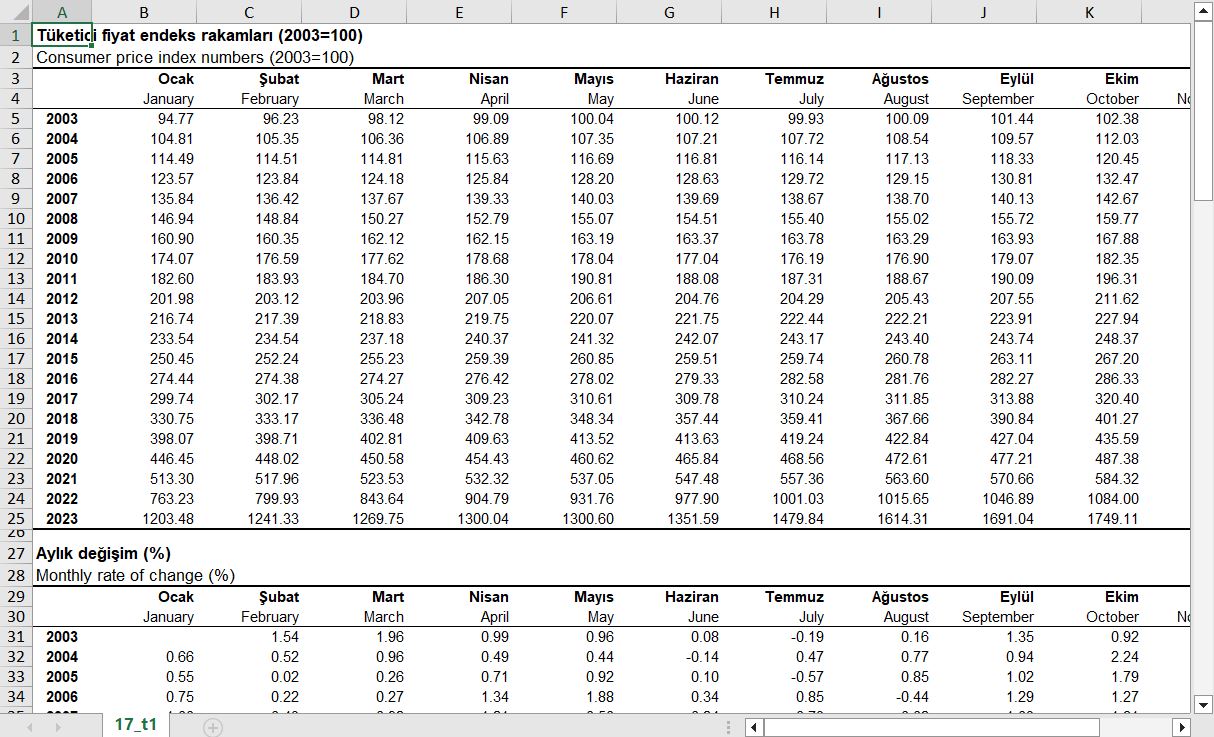 A B C D E F G H I J K
1 Tüketici fiyat endeks rakamları (2003=100)
2 Consumer price index numbers (2003=100)
3 Ocak Şubat Mart Nisan Mayıs Haziran Temmuz Ağustos Eylül Ekim
4 January February March April May June July August September October
5 2003 94.77 96.23 98.12 99.09 100.04 100.12 99.93 100.09 101.44 102.38
6 2004 104.81 105.35 106.36 106.89 107.35 107.21 107.72 108.54 109.57 112.03
7 2005 114.49 114.51 114.81 115.63 116.69 116.81 116.14 117.13 118.33 120.45
8 2006 123.57 123.84 124.18 125.84 128.20 128.63 129.72 129.15 130.81 132.47
9 2007 135.84 136.42 137.67 139.33 140.03 139.69 138.67 138.70 140.13 142.67
10 2008 146.94 148.84 150.27 152.79 155.07 154.51 155.40 155.02 155.72 159.77
11 2009 160.90 160.35 162.12 162.15 163.19 163.37 163.78 163.29 163.93 167.88
12 2010 174.07 176.59 177.62 178.68 178.04 177.04 176.19 176.90 179.07 182.35
13 2011 182.60 183.93 184.70 186.30 190.81 188.08 187.31 188.67 190.09 196.31
14 2012 201.98 203.12 203.96 207.05 206.61 204.76 204.29 205.43 207.55 211.62
15 2013 216.74 217.39 218.83 219.75 220.07 221.75 222.44 222.21 223.91 227.94
16 2014 233.54 234.54 237.18 240.37 241.32 242.07 243.17 243.40 243.74 248.37
17 2015 250.45 252.24 255.23 259.39 260.85 259.51 259.74 260.78 263.11 267.20
18 2016 274.44 274.38 274.27 276.42 278.02 279.33 282.58 281.76 282.27 286.33
19 2017 299.74 302.17 305.24 309.23 310.61 309.78 310.24 311.85 313.88 320.40
20 2018 330.75 333.17 336.48 342.78 348.34 357.44 359.41 367.66 390.84 401.27
21 2019 398.07 398.71 402.81 409.63 413.52 413.63 419.24 422.84 427.04 435.59
22 2020 446.45 448.02 450.58 454.43 460.62 465.84 468.56 472.61 477.21 487.38
23 2021 513.30 517.96 523.53 532.32 537.05 547.48 557.36 563.60 570.66 584.32
24 2022 763.23 799.93 843.64 904.79 931.76 977.90 1001.03 1015.65 1046.89 1084.00
25 2023 1203.48 1241.33 1269.75 1300.04 1300.60 1351.59 1479.84 1614.31 1691.04 1749.11
26
27 Aylık değişim (%)
28 Monthly rate of change (%)
29 Ocak Şubat Mart Nisan Mayıs Haziran Temmuz Ağustos Eylül Ekim
30 January February March April May June July August September October
31 2003 1.54 1.96 0.99 0.96 0.08 -0.19 0.16 1.35 0.92
32 2004 0.66 0.52 0.96 0.49 0.44 -0.14 0.47 0.77 0.94 2.24
33 2005 0.55 0.02 0.26 0.71 0.92 0.10 -0.57 0.85 1.02 1.79
34 2006 0.75 0.22 0.27 1.34 1.88 0.34 0.85 -0.44 1.29 1.27
17_t1